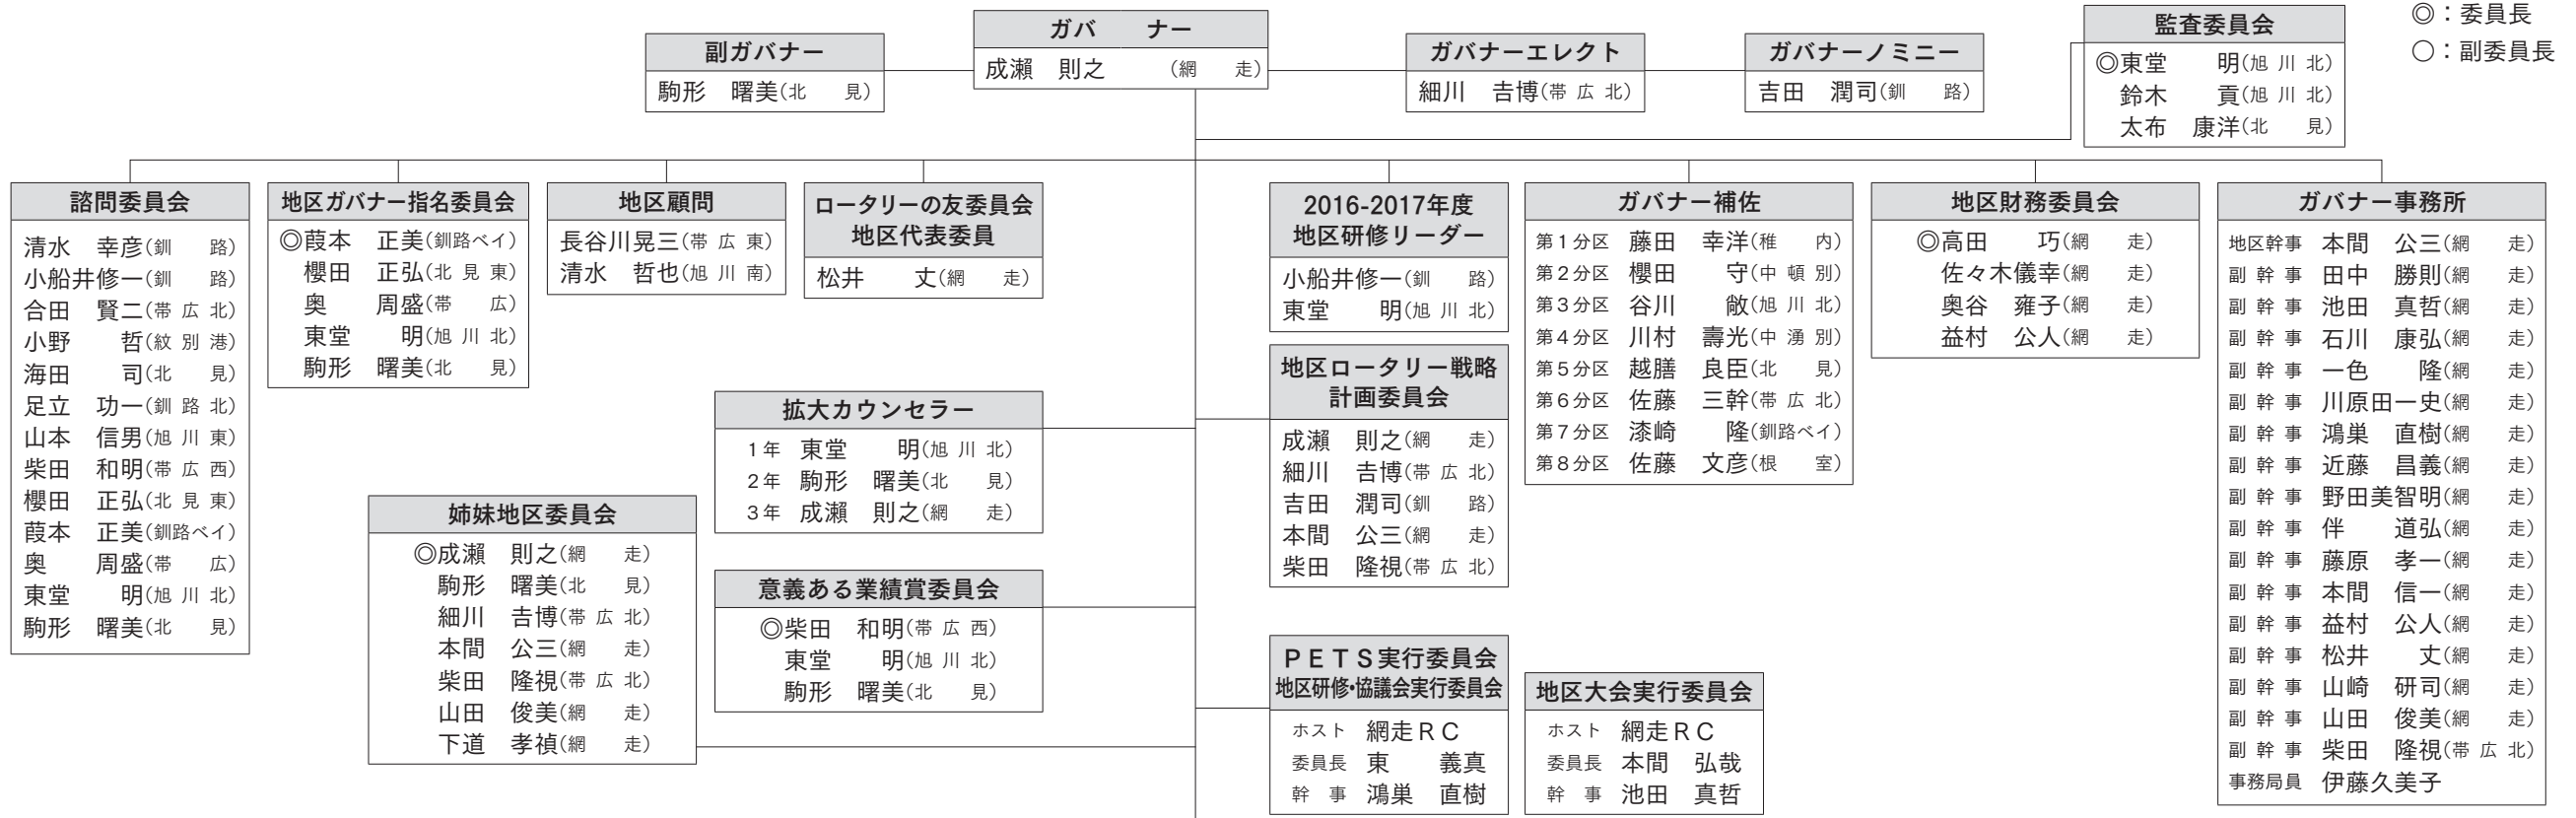 ◎：委員長
○：副委員長
ガバナー
成瀬 則之(網走)
副ガバナー
駒形 曙美(北見)
ガバナーエレクト
細川 𠮷博(帯広北)
ガバナーノミニー
吉田 潤司(釧路)
監査委員会
◎東堂 明(旭川北)
鈴木 貢(旭川北)
太布 康洋(北見)
諮問委員会
清水 幸彦(釧路)
小船井修一(釧路)
合田 賢二(帯広北)
小野 哲(紋別港)
海田 司(北見)
足立 功一(釧路北)
山本 信男(旭川東)
柴田 和明(帯広西)
櫻田 正弘(北見東)
葭本 正美(釧路ベイ)
奥 周盛(帯広)
東堂 明(旭川北)
駒形 曙美(北見)
地区ガバナー指名委員会
◎葭本 正美(釧路ベイ)
櫻田 正弘(北見東)
奥 周盛(帯広)
東堂 明(旭川北)
駒形 曙美(北見)
地区顧問
長谷川晃三(帯広東)
清水 哲也(旭川南)
ロータリーの友委員会
地区代表委員
松井 丈(網走)
2016-2017年度
地区研修リーダー
小船井修一(釧路)
東堂 明(旭川北)
ガバナー補佐
第1分区 藤田 幸洋(稚内)
第2分区 櫻田 守(中頓別)
第3分区 谷川 敞(旭川北)
第4分区 川村 壽光(中湧別)
第5分区 越膳 良臣(北見)
第6分区 佐藤 三幹(帯広北)
第7分区 漆崎 隆(釧路ベイ)
第8分区 佐藤 文彦(根室)
地区財務委員会
◎高田 巧(網走)
佐々木儀幸(網走)
奥谷 雍子(網走)
益村 公人(網走)
ガバナー事務所
地区幹事 本間 公三(網走)
副幹事 田中 勝則(網走)
副幹事 池田 真哲(網走)
副幹事 石川 康弘(網走)
副幹事 一色 隆(網走)
副幹事 川原田一史(網走)
副幹事 鴻巣 直樹(網走)
副幹事 近藤 昌義(網走)
副幹事 野田美智明(網走)
副幹事 伴 道弘(網走)
副幹事 藤原 孝一(網走)
副幹事 本間 信一(網走)
副幹事 益村 公人(網走)
副幹事 松井 丈(網走)
副幹事 山崎 研司(網走)
副幹事 山田 俊美(網走)
副幹事 柴田 隆視(帯広北)
事務局員 伊藤久美子
地区ロータリー戦略
計画委員会
成瀬 則之(網走)
細川 𠮷博(帯広北)
吉田 潤司(釧路)
本間 公三(網走)
柴田 隆視(帯広北)
拡大カウンセラー
1年 東堂 明(旭川北)
2年 駒形 曙美(北見)
3年 成瀬 則之(網走)
姉妹地区委員会
◎成瀬 則之(網走)
駒形 曙美(北見)
細川 𠮷博(帯広北)
本間 公三(網走)
柴田 隆視(帯広北)
山田 俊美(網走)
下道 孝禎(網走)
意義ある業績賞委員会
◎柴田 和明(帯広西)
東堂 明(旭川北)
駒形 曙美(北見)
ＰＥＴＳ実行委員会
地区研修・協議会実行委員会
ホスト 網走ＲＣ
委員長 東 義真
幹事 鴻巣 直樹
地区大会実行委員会
ホスト 網走ＲＣ
委員長 本間 弘哉
幹事 池田 真哲